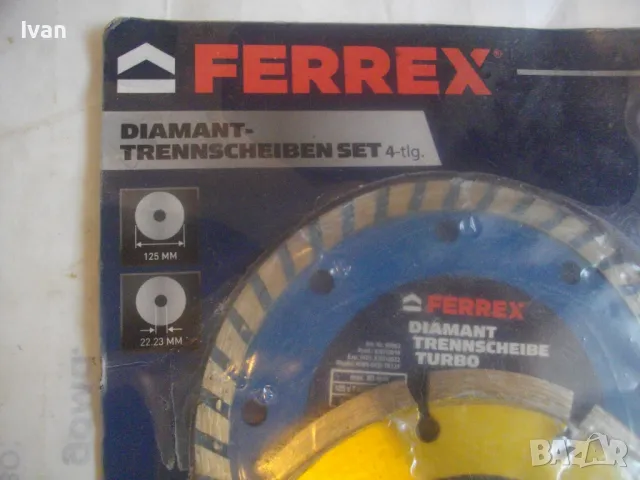 Ivan
FERREX
DIAMANT-
TRENNSCHEIBEN SET 4-tlg.
125 MM
22.23 MM
FERREX
DIAMANT
TRENNSCHEIBE
TURBO
BAZAR